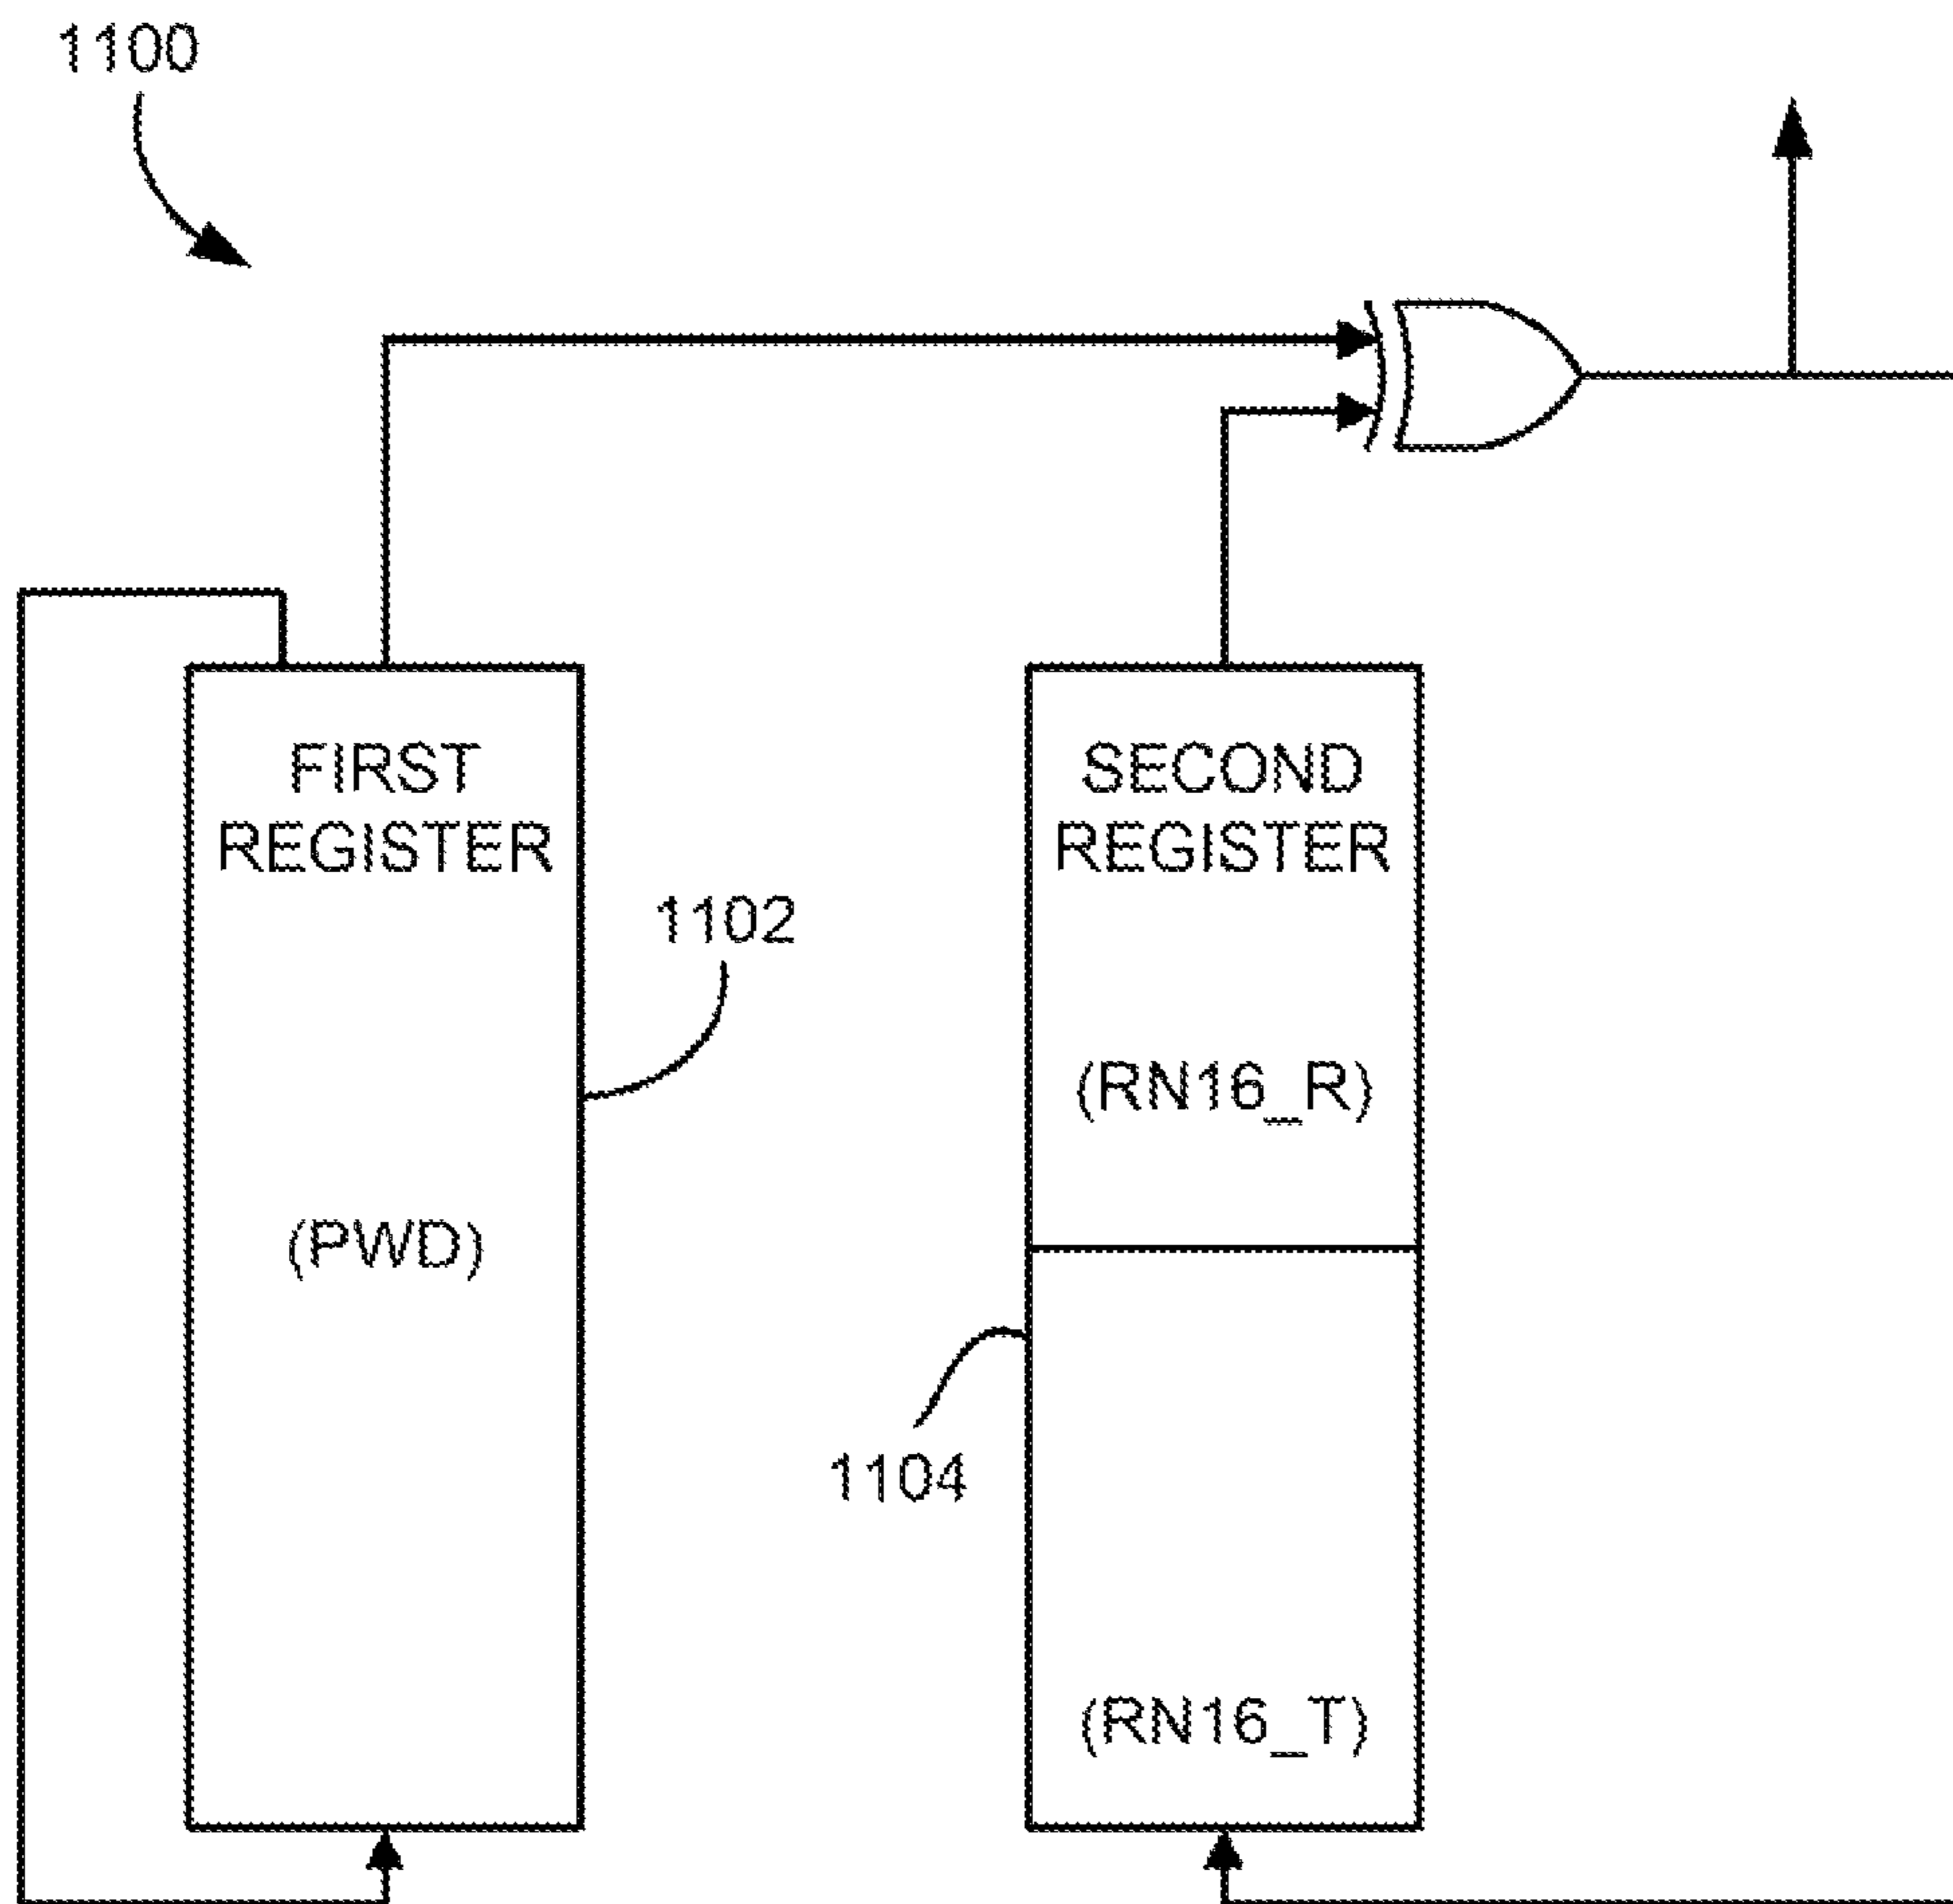 1100
FIRST
REGISTER
(PWD)
1102
SECOND
REGISTER
(RN16_R)
1104
(RN16_T)